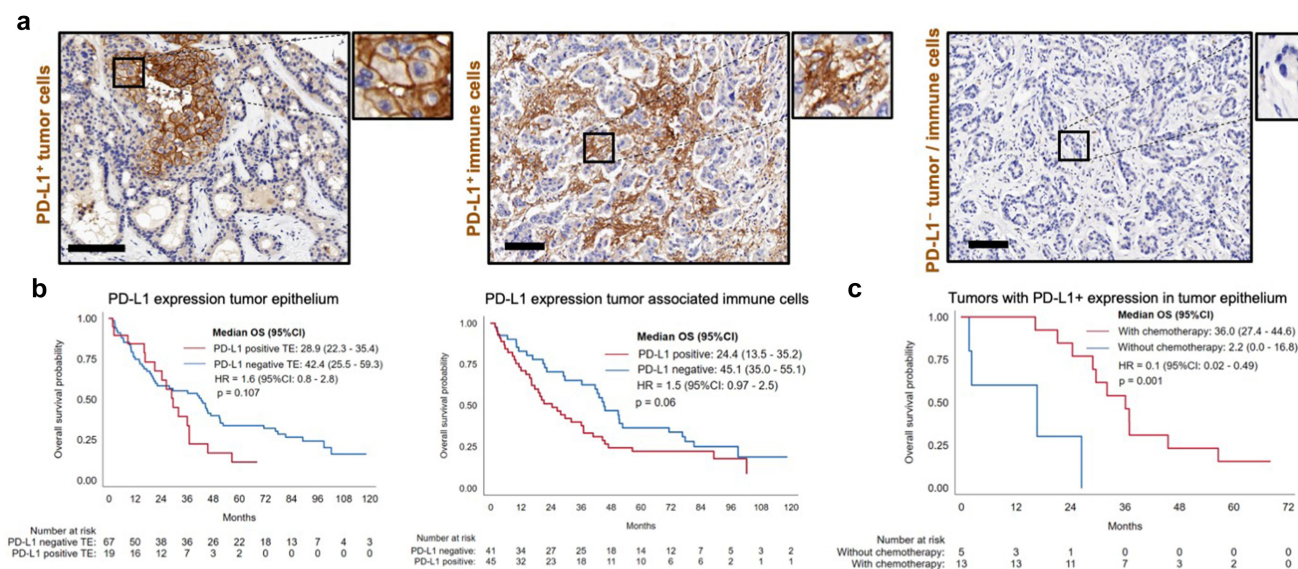 a
PD-L1+ tumor cells
PD-L1+ immune cells
PD-L1− tumor / immune cells
b
PD-L1 expression tumor epithelium
Median OS (95%CI)
PD-L1 positive TE: 28.9 (22.3 - 35.4)
PD-L1 negative TE: 42.4 (25.5 - 59.3)
HR = 1.6 (95%CI: 0.8 - 2.8)
p = 0.107
Overall survival probability
1.00
0.75
0.50
0.25
0.00
0 12 24 36 48 60 72 84 96 108 120
Months
Number at risk
PD-L1 negative TE: 67 50 38 36 26 22 18 13 7 4 3
PD-L1 positive TE: 19 16 12 7 3 2 0 0 0 0 0
PD-L1 expression tumor associated immune cells
Median OS (95%CI)
PD-L1 positive: 24.4 (13.5 - 35.2)
PD-L1 negative: 45.1 (35.0 - 55.1)
HR = 1.5 (95%CI: 0.97 - 2.5)
p = 0.06
Overall survival probability
1.00
0.75
0.50
0.25
0.00
0 12 24 36 48 60 72 84 96 108 120
Months
Number at risk
PD-L1 negative: 41 34 27 25 18 14 12 7 5 3 2
PD-L1 positive: 45 32 23 18 11 10 6 6 2 1 1
c
Tumors with PD-L1+ expression in tumor epithelium
Median OS (95%CI)
With chemotherapy: 36.0 (27.4 - 44.6)
Without chemotherapy: 2.2 (0.0 - 16.8)
HR = 0.1 (95%CI: 0.02 - 0.49)
p = 0.001
Overall survival probability
1.00
0.75
0.50
0.25
0.00
0 12 24 36 48 60 72
Months
Number at risk
Without chemotherapy: 5 3 1 0 0 0 0
With chemotherapy: 13 13 11 7 3 2 0